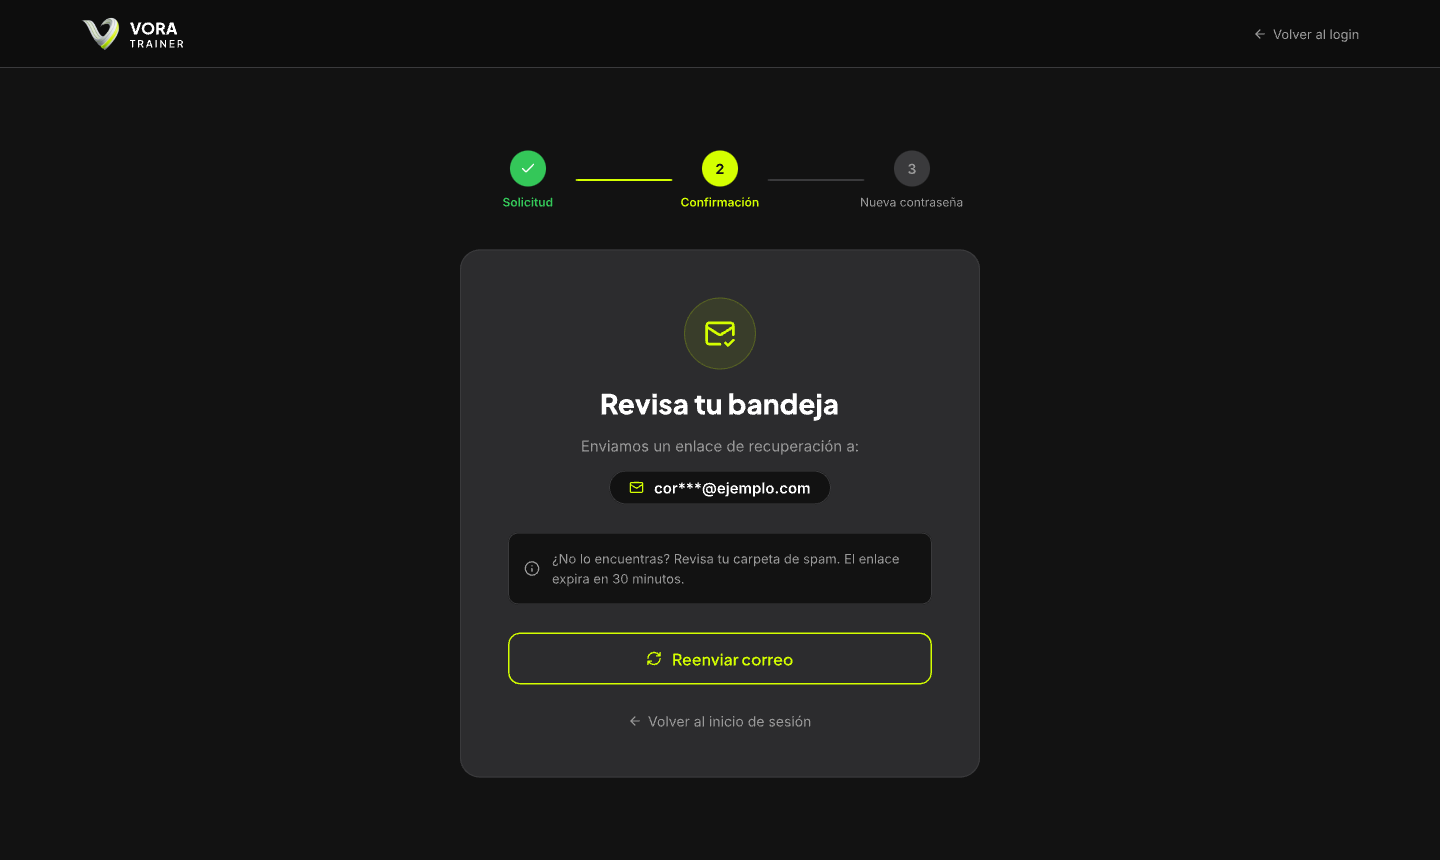 VORA
TRAINER
Volver al login
2
3
Solicitud
Confirmación
Nueva contraseña
Revisa tu bandeja
Enviamos un enlace de recuperación a:
cor***@ejemplo.com
¿No lo encuentras? Revisa tu carpeta de spam. El enlace
expira en 30 minutos.
Reenviar correo
Volver al inicio de sesión